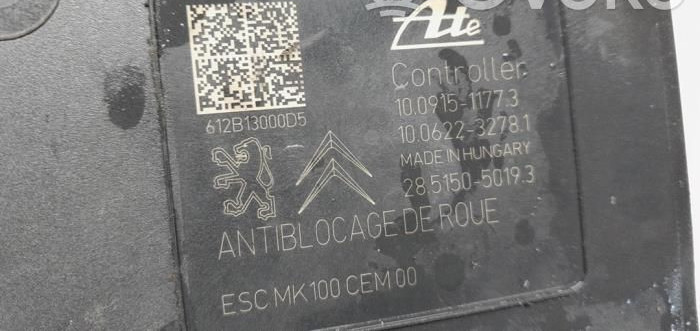 Ate
Controller
10.0915-1177.3
10.0622-3278.1
MADE IN HUNGARY
28.5150-5019.3
612B13000D5
ANTIBLOCAGE DE ROUE
ESC MK100 CEM 00